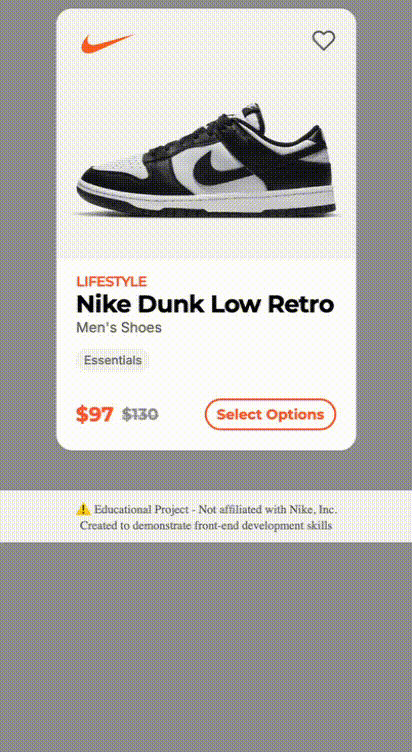 LIFESTYLE
Nike Dunk Low Retro
Men's Shoes
Essentials
$97 $130 Select Options
⚠️ Educational Project - Not affiliated with Nike, Inc.
Created to demonstrate front-end development skills